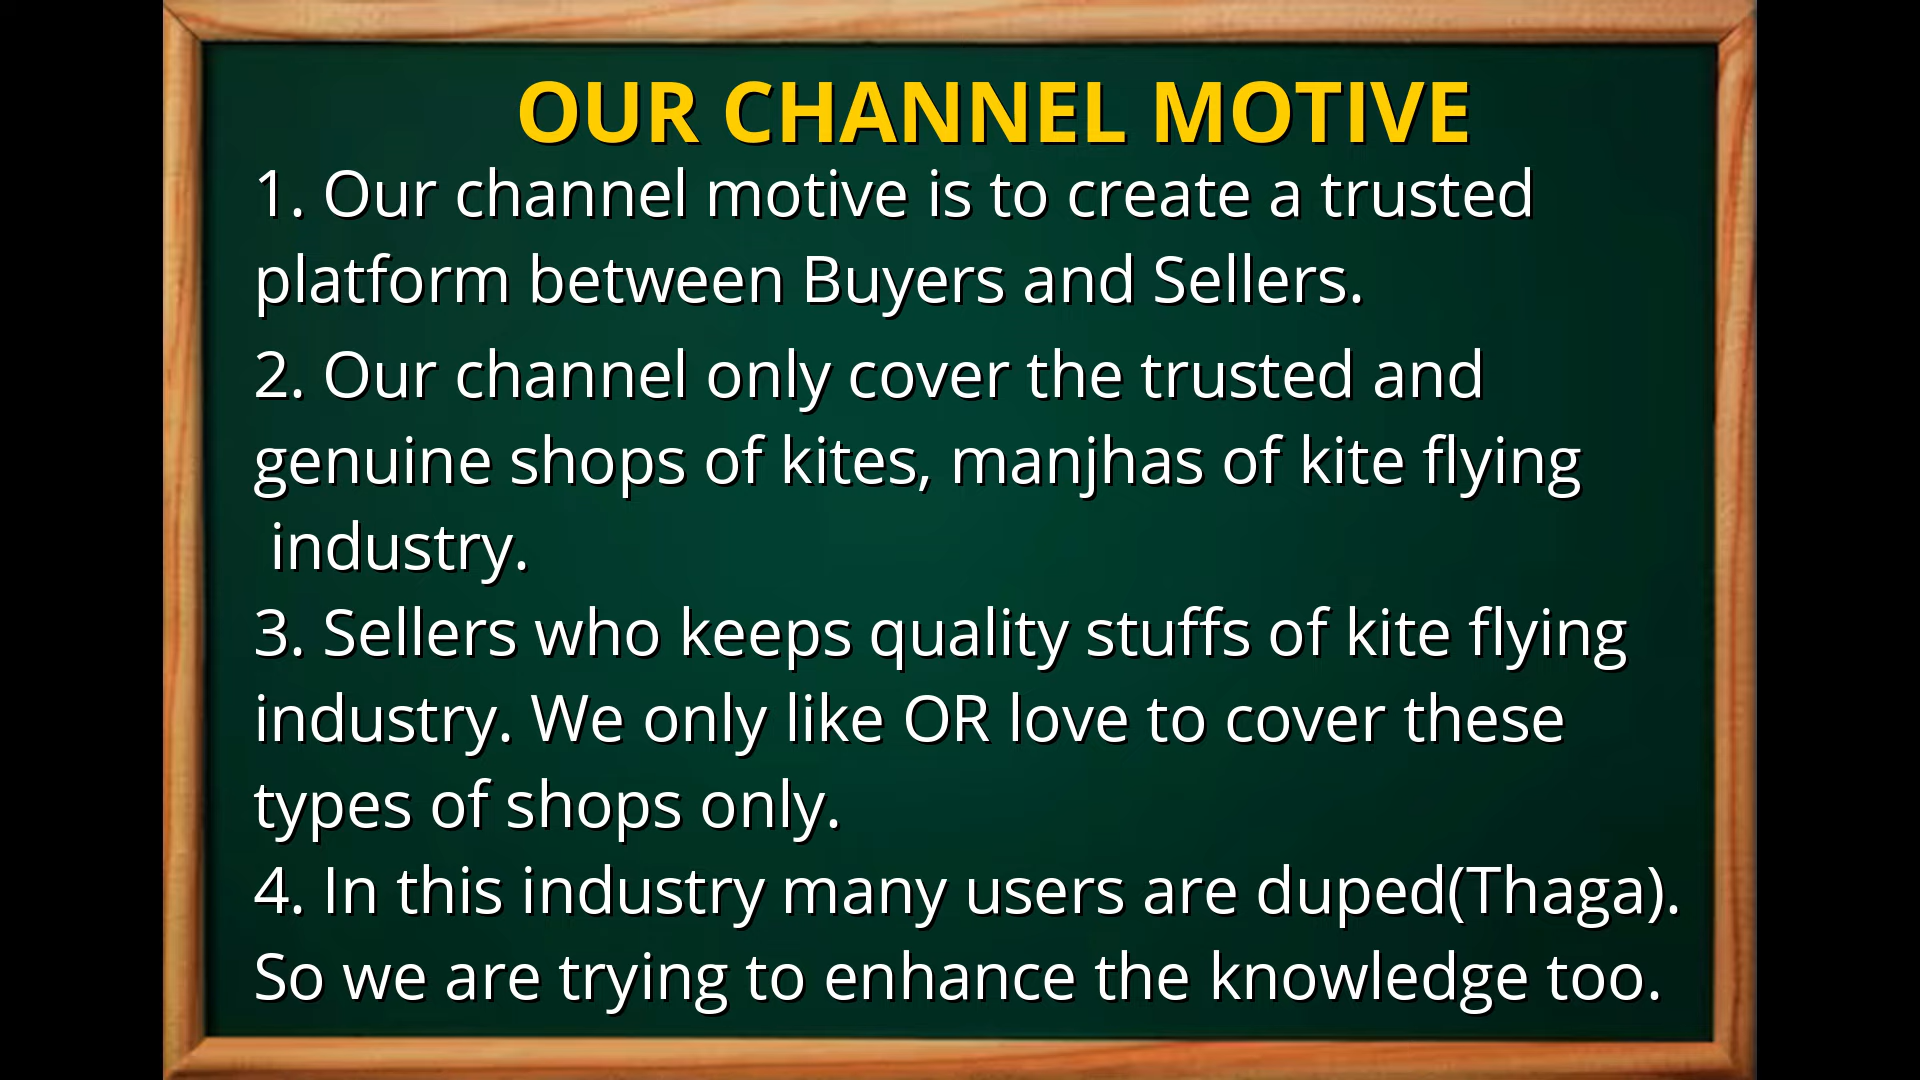 OUR CHANNEL MOTIVE
1. Our channel motive is to create a trusted
platform between Buyers and Sellers.
2. Our channel only cover the trusted and
genuine shops of kites, manjhas of kite flying
industry.
3. Sellers who keeps quality stuffs of kite flying
industry. We only like OR love to cover these
types of shops only.
4. In this industry many users are duped(Thaga).
So we are trying to enhance the knowledge too.